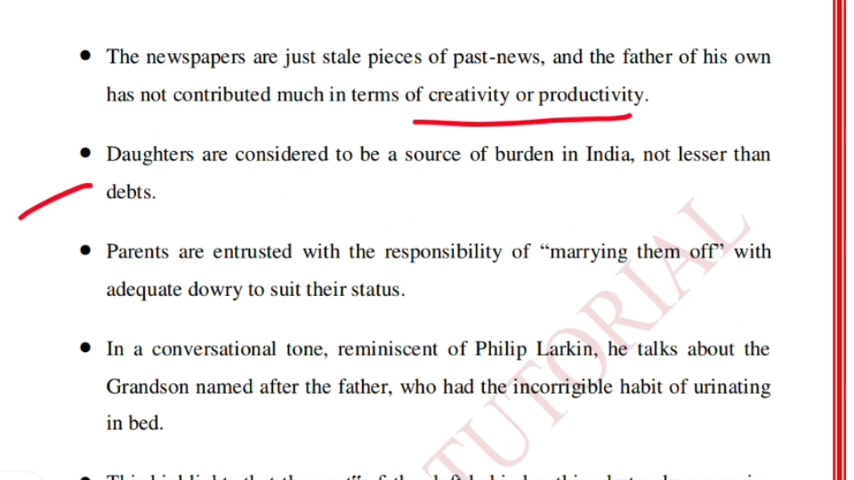 ● The newspapers are just stale pieces of past-news, and the father of his own
has not contributed much in terms of creativity or productivity.
● Daughters are considered to be a source of burden in India, not lesser than
debts.
● Parents are entrusted with the responsibility of “marrying them off” with
adequate dowry to suit their status.
● In a conversational tone, reminiscent of Philip Larkin, he talks about the
Grandson named after the father, who had the incorrigible habit of urinating
in bed.
TUTORIAL